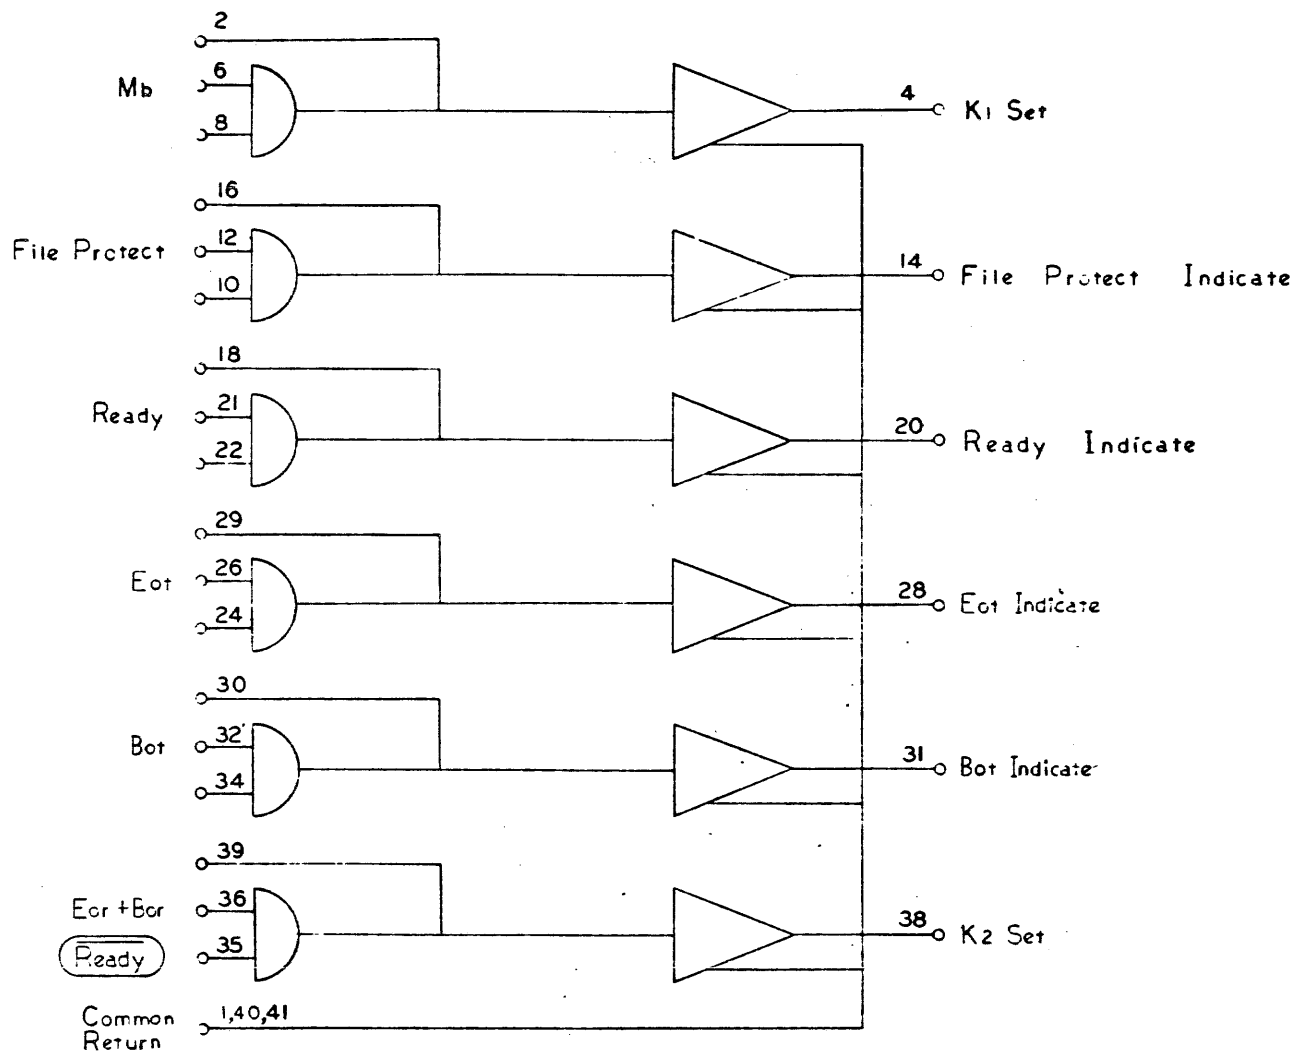 2
Mb 6
8
4 K1 Set
16
File Protect 12
10
14 File Protect Indicate
18
Ready 21
22
20 Ready Indicate
29
Eot 26
24
28 Eot Indicate
30
Bot 32
34
31 Bot Indicate
39
Eor + Bor 36
Ready 35
38 K2 Set
Common 1,40,41
Return